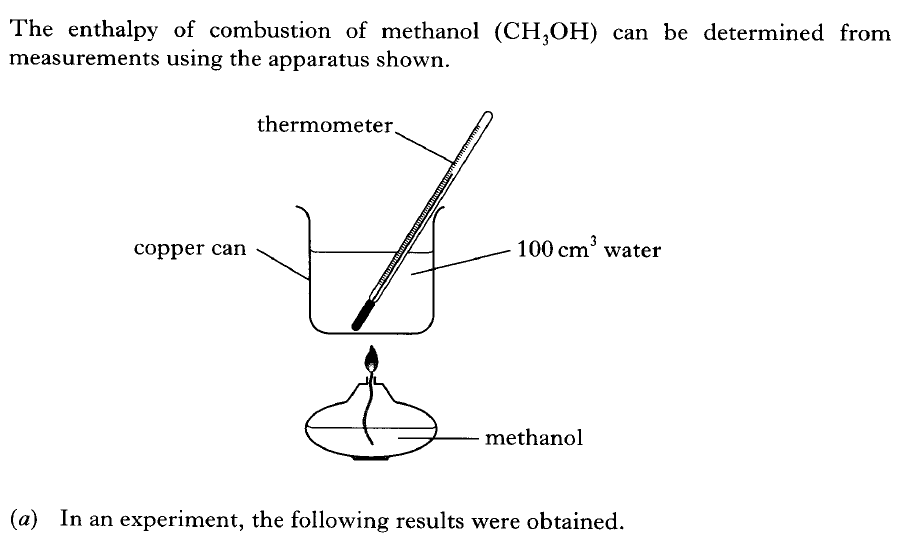 The enthalpy of combustion of methanol (CH₃OH) can be determined from
measurements using the apparatus shown.
thermometer
copper can
100 cm³ water
methanol
(a) In an experiment, the following results were obtained.